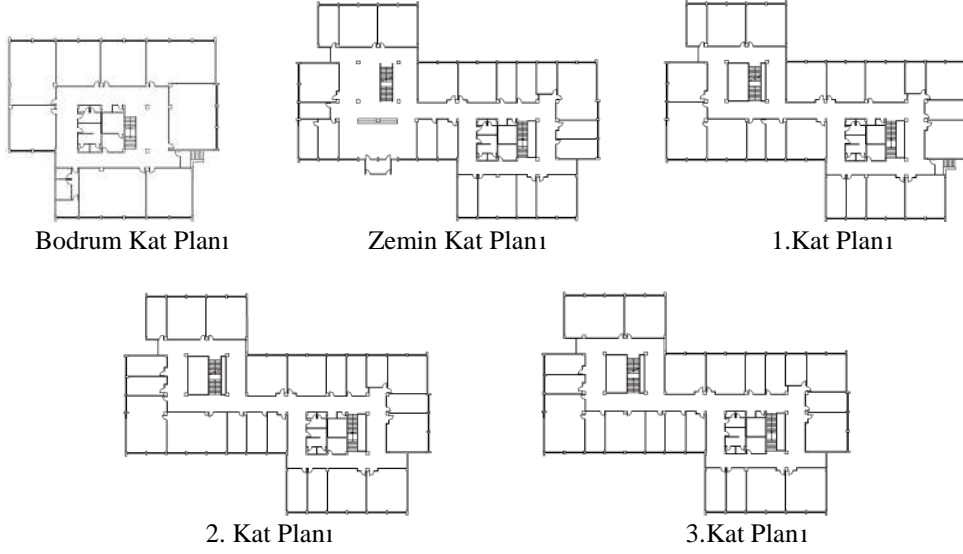 Bodrum Kat Planı
Zemin Kat Planı
1.Kat Planı
2. Kat Planı
3.Kat Planı